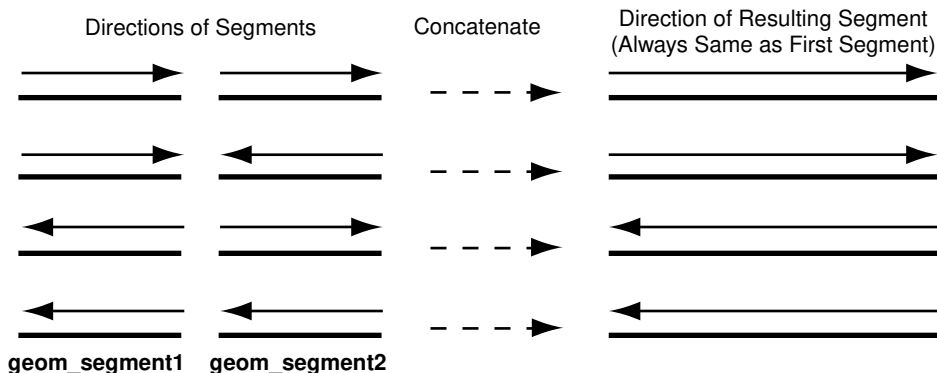 Directions of Segments
Concatenate
Direction of Resulting Segment
(Always Same as First Segment)
geom_segment1
geom_segment2